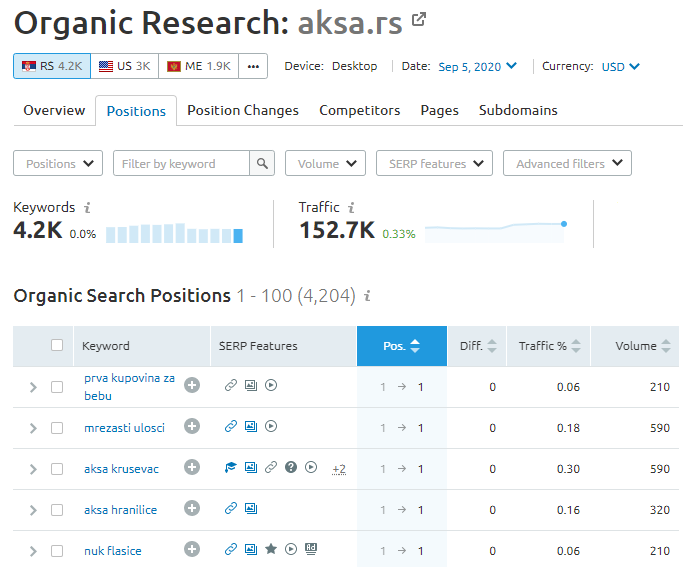 Organic Research: aksa.rs
RS 4.2K US 3K ME 1.9K ••• Device: Desktop Date: Sep 5, 2020 Currency: USD
Overview Positions Position Changes Competitors Pages Subdomains
Positions Filter by keyword Volume SERP features Advanced filters
Keywords i Traffic i
4.2K 0.0% 152.7K 0.33%
Organic Search Positions 1 - 100 (4,204) i
Keyword SERP Features Pos. Diff. Traffic % Volume
prva kupovina za
bebu 1 → 1 0 0.06 210
mrezasti ulosci 1 → 1 0 0.18 590
aksa krusevac +2 1 → 1 0 0.30 590
aksa hranilice 1 → 1 0 0.16 320
nuk flasice Ad 1 → 1 0 0.06 210